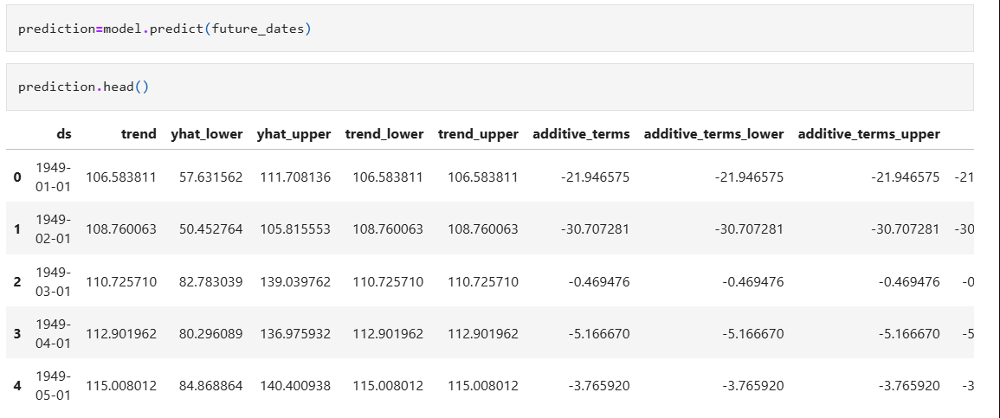 prediction=model.predict(future_dates)
prediction.head()
ds trend yhat_lower yhat_upper trend_lower trend_upper additive_terms additive_terms_lower additive_terms_upper
0 1949-01-01 106.583811 57.631562 111.708136 106.583811 106.583811 -21.946575 -21.946575 -21.946575 -21
1 1949-02-01 108.760063 50.452764 105.815553 108.760063 108.760063 -30.707281 -30.707281 -30.707281 -30
2 1949-03-01 110.725710 82.783039 139.039762 110.725710 110.725710 -0.469476 -0.469476 -0.469476 -0
3 1949-04-01 112.901962 80.296089 136.975932 112.901962 112.901962 -5.166670 -5.166670 -5.166670 -5
4 1949-05-01 115.008012 84.868864 140.400938 115.008012 115.008012 -3.765920 -3.765920 -3.765920 -3